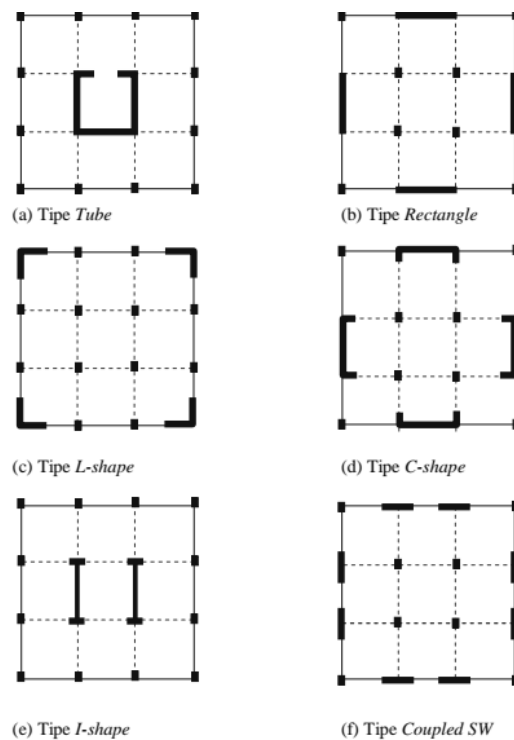 (a) Tipe Tube
(b) Tipe Rectangle
(c) Tipe L-shape
(d) Tipe C-shape
(e) Tipe I-shape
(f) Tipe Coupled SW